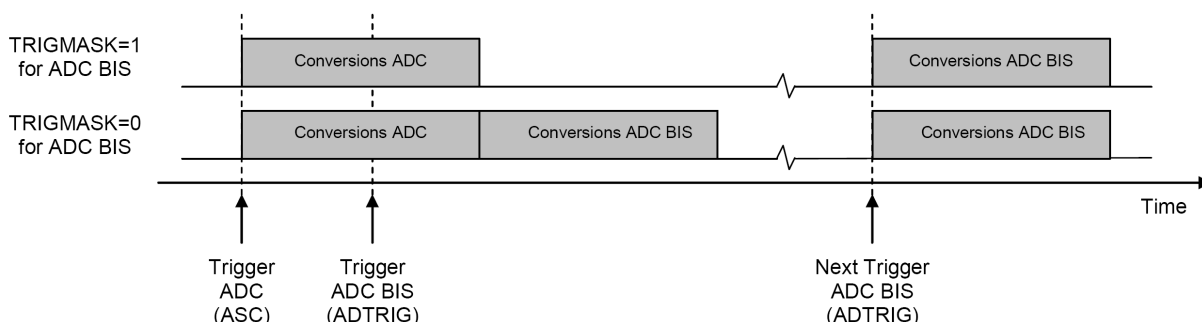 TRIGMASK=1
for ADC BIS
Conversions ADC
Conversions ADC BIS
TRIGMASK=0
for ADC BIS
Conversions ADC
Conversions ADC BIS
Conversions ADC BIS
Time
Trigger
ADC
(ASC)
Trigger
ADC BIS
(ADTRIG)
Next Trigger
ADC BIS
(ADTRIG)